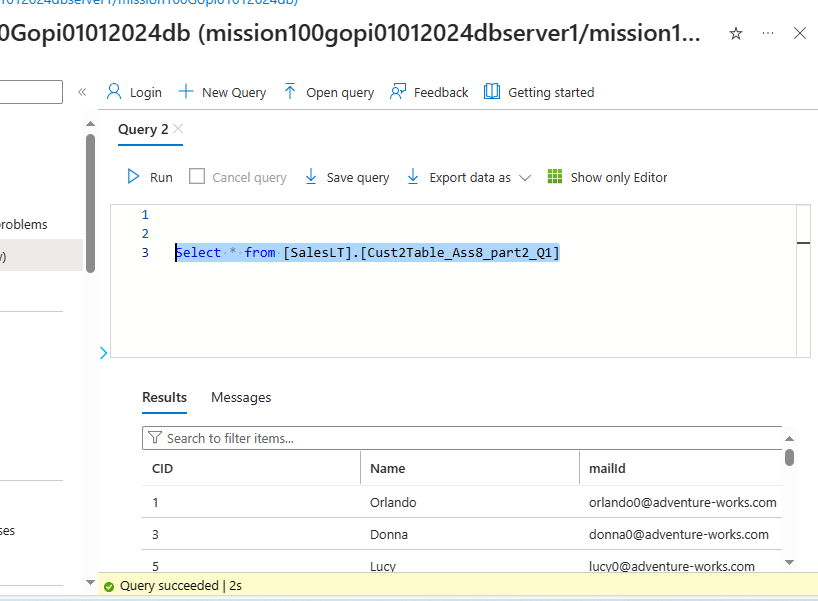 01012024dbserver1/mission100Gopi01012024db)
0Gopi01012024db (mission100gopi01012024dbserver1/mission1...
Login New Query Open query Feedback Getting started
Query 2
Run Cancel query Save query Export data as Show only Editor
roblems
1
2
3 Select * from [SalesLT].[Cust2Table_Ass8_part2_Q1]
Results Messages
Search to filter items...
CID Name mailId
1 Orlando orlando0@adventure-works.com
3 Donna donna0@adventure-works.com
ses
5 Lucy lucy0@adventure-works.com
Query succeeded | 2s